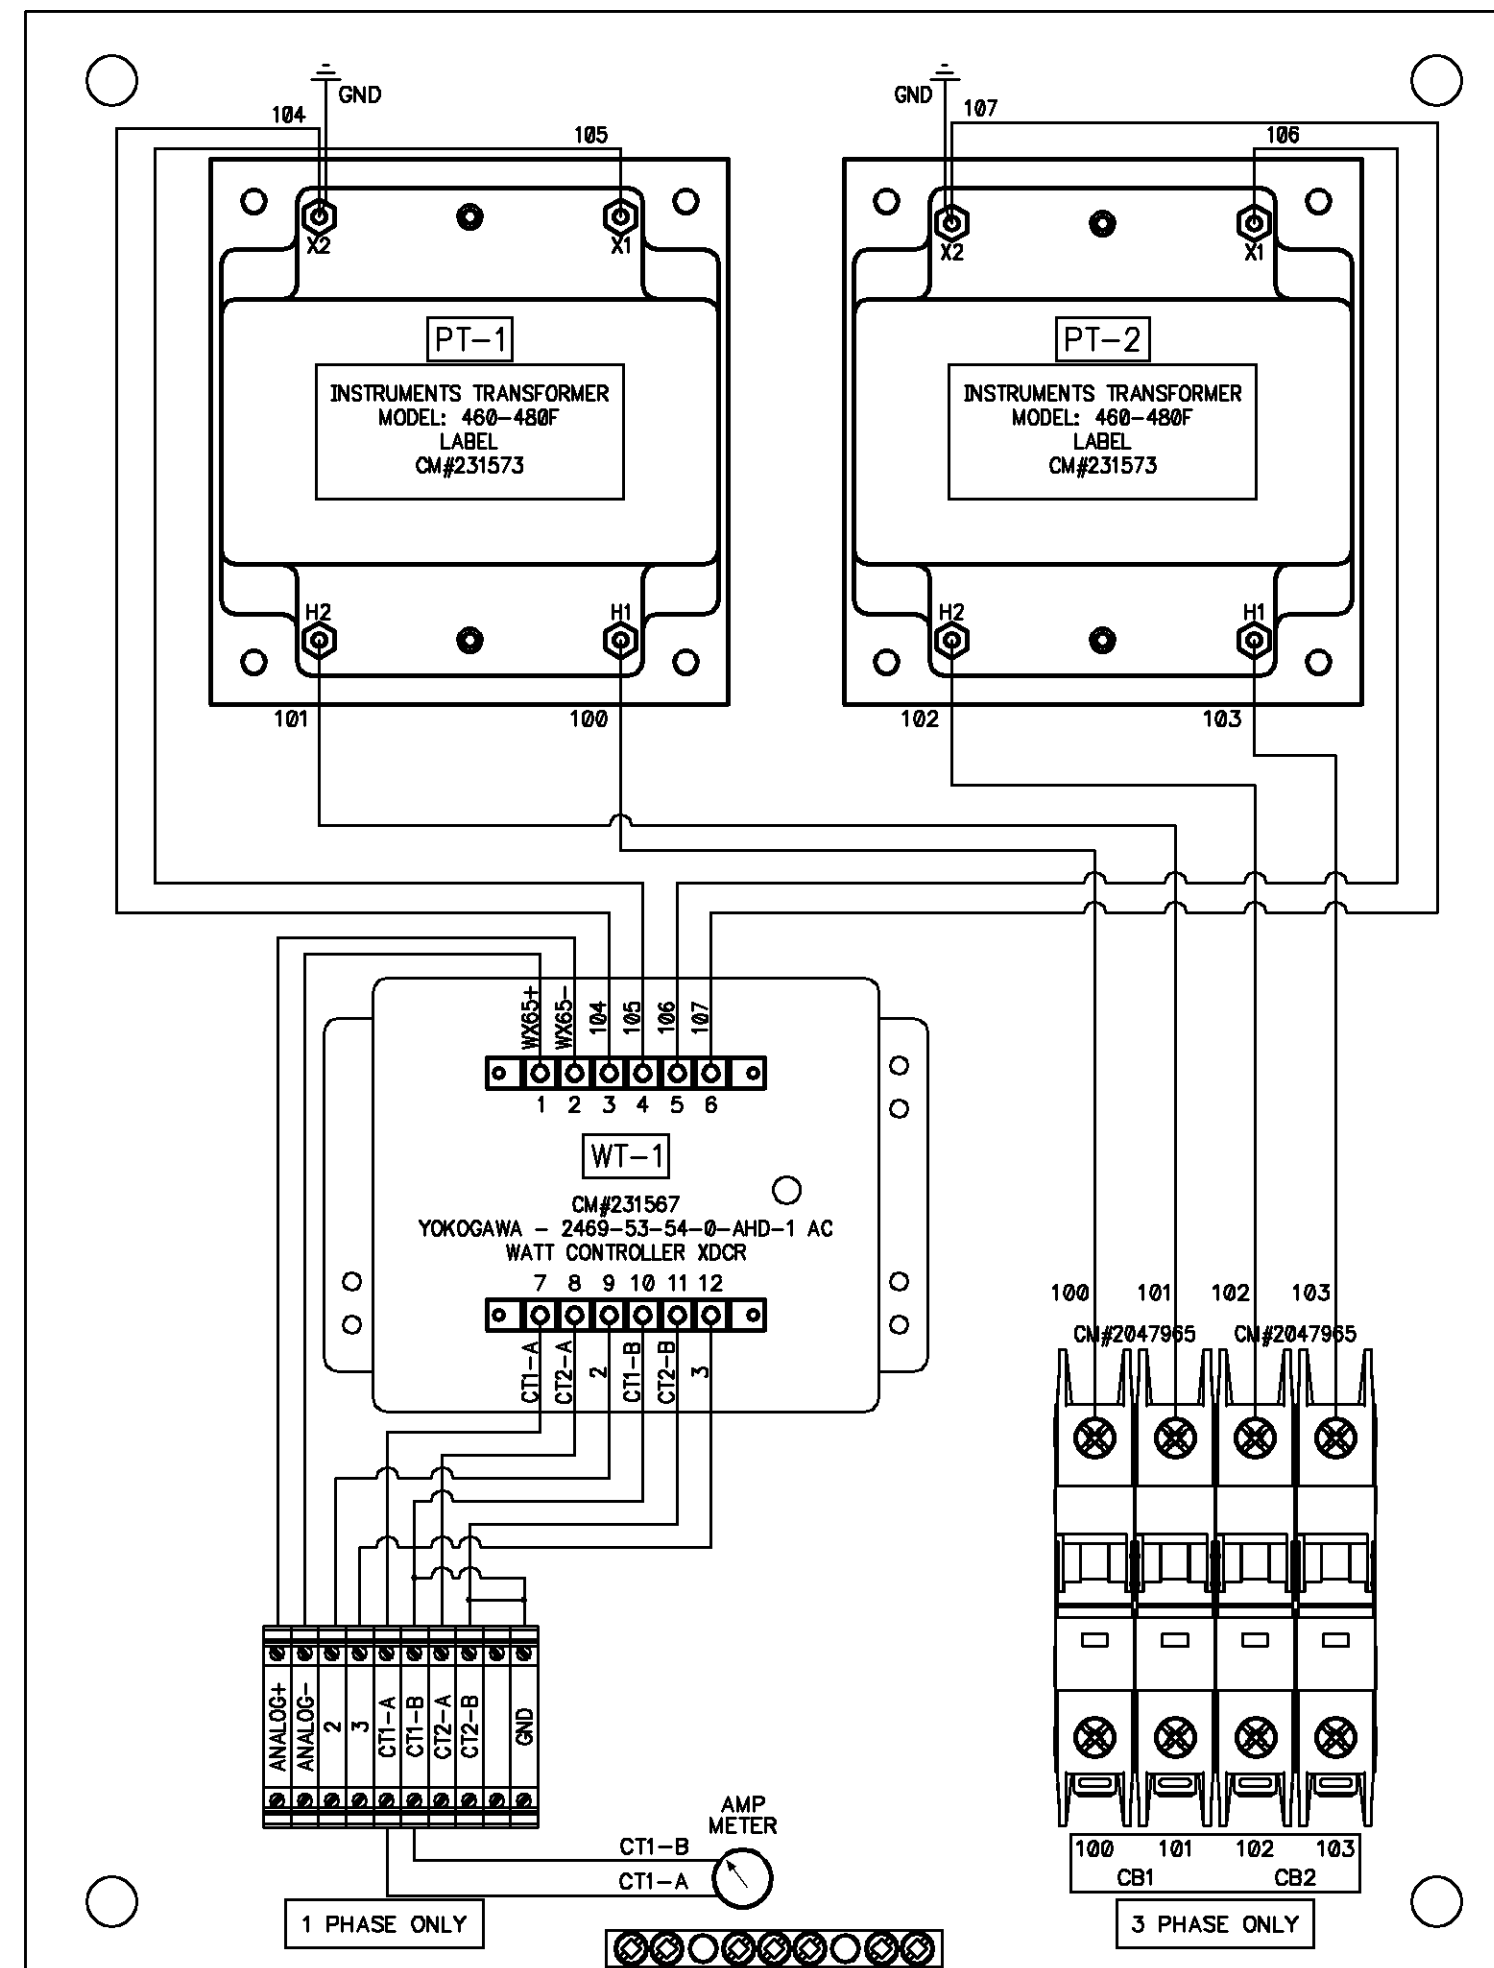 GND
GND
104
105
107
106
X2
X1
X2
X1
PT-1
PT-2
INSTRUMENTS TRANSFORMER
MODEL: 460-480F
LABEL
CM#231573
INSTRUMENTS TRANSFORMER
MODEL: 460-480F
LABEL
CM#231573
H2
H1
H2
H1
101
100
102
103
WX65+
WX65-
104
105
106
107
1 2 3 4 5 6
WT-1
CM#231567
YOKOGAWA - 2469-53-54-0-AHD-1 AC
WATT CONTROLLER XDCR
7 8 9 10 11 12
CT1-A
CT2-A
2
CT1-B
CT2-B
3
100
101
102
103
CM#2047965
CM#2047965
ANALOG+
ANALOG-
2
3
CT1-A
CT1-B
CT2-A
CT2-B
GND
AMP
METER
CT1-B
CT1-A
100 101 102 103
CB1 CB2
1 PHASE ONLY
3 PHASE ONLY